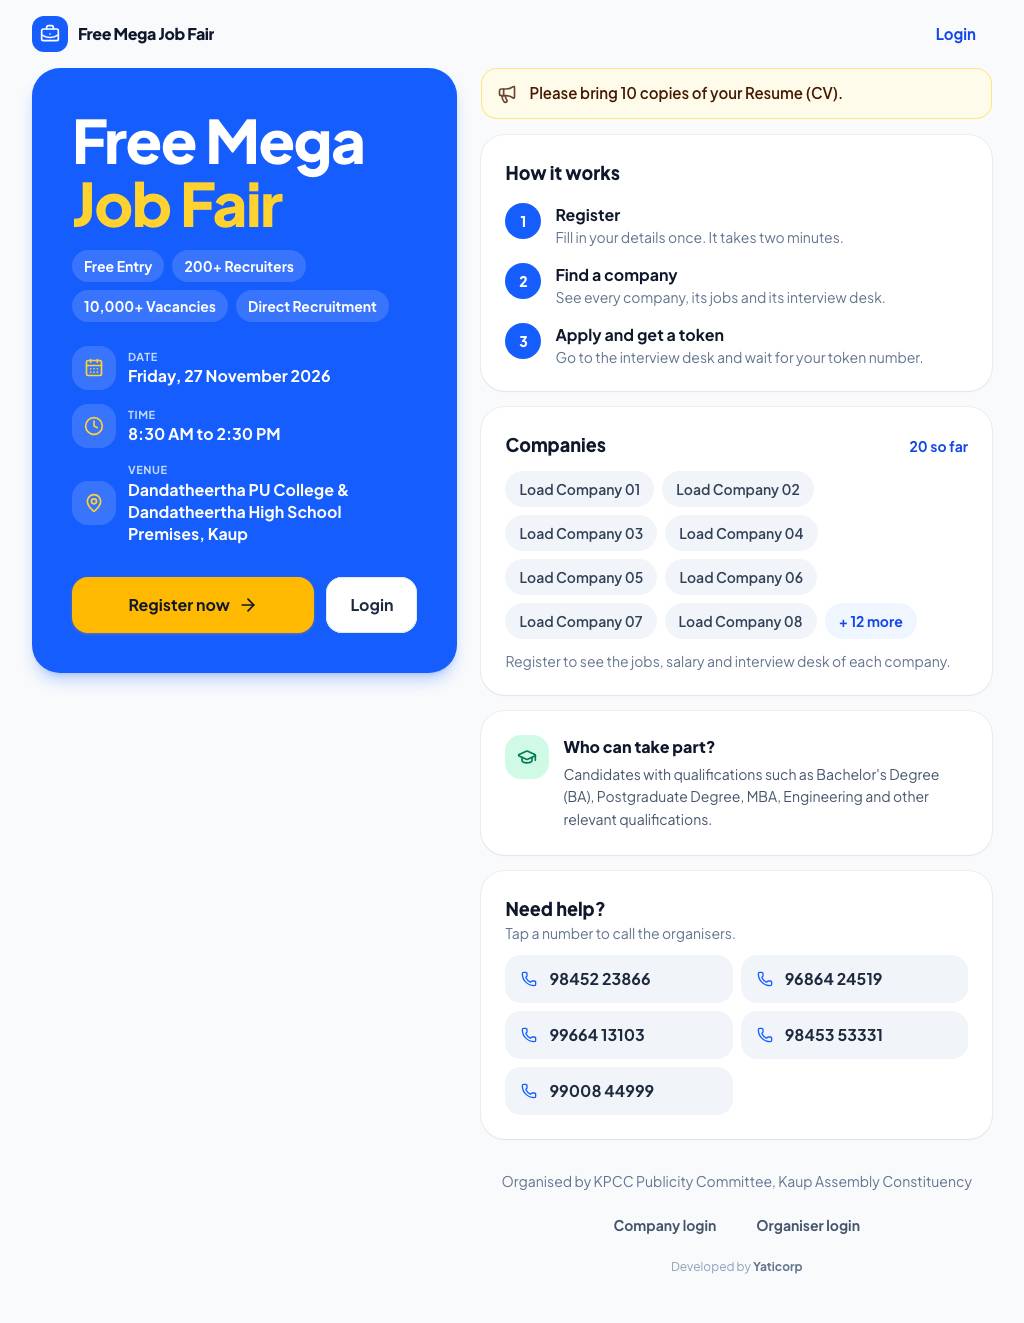 Free Mega Job Fair
Login
Free Mega
Job Fair
Free Entry
200+ Recruiters
10,000+ Vacancies
Direct Recruitment
DATE
Friday, 27 November 2026
TIME
8:30 AM to 2:30 PM
VENUE
Dandatheertha PU College &
Dandatheertha High School
Premises, Kaup
Register now
Login
Please bring 10 copies of your Resume (CV).
How it works
1
Register
Fill in your details once. It takes two minutes.
2
Find a company
See every company, its jobs and its interview desk.
3
Apply and get a token
Go to the interview desk and wait for your token number.
Companies
20 so far
Load Company 01
Load Company 02
Load Company 03
Load Company 04
Load Company 05
Load Company 06
Load Company 07
Load Company 08
+ 12 more
Register to see the jobs, salary and interview desk of each company.
Who can take part?
Candidates with qualifications such as Bachelor's Degree
(BA), Postgraduate Degree, MBA, Engineering and other
relevant qualifications.
Need help?
Tap a number to call the organisers.
98452 23866
96864 24519
99664 13103
98453 53331
99008 44999
Organised by KPCC Publicity Committee, Kaup Assembly Constituency
Company login
Organiser login
Developed by Yaticorp